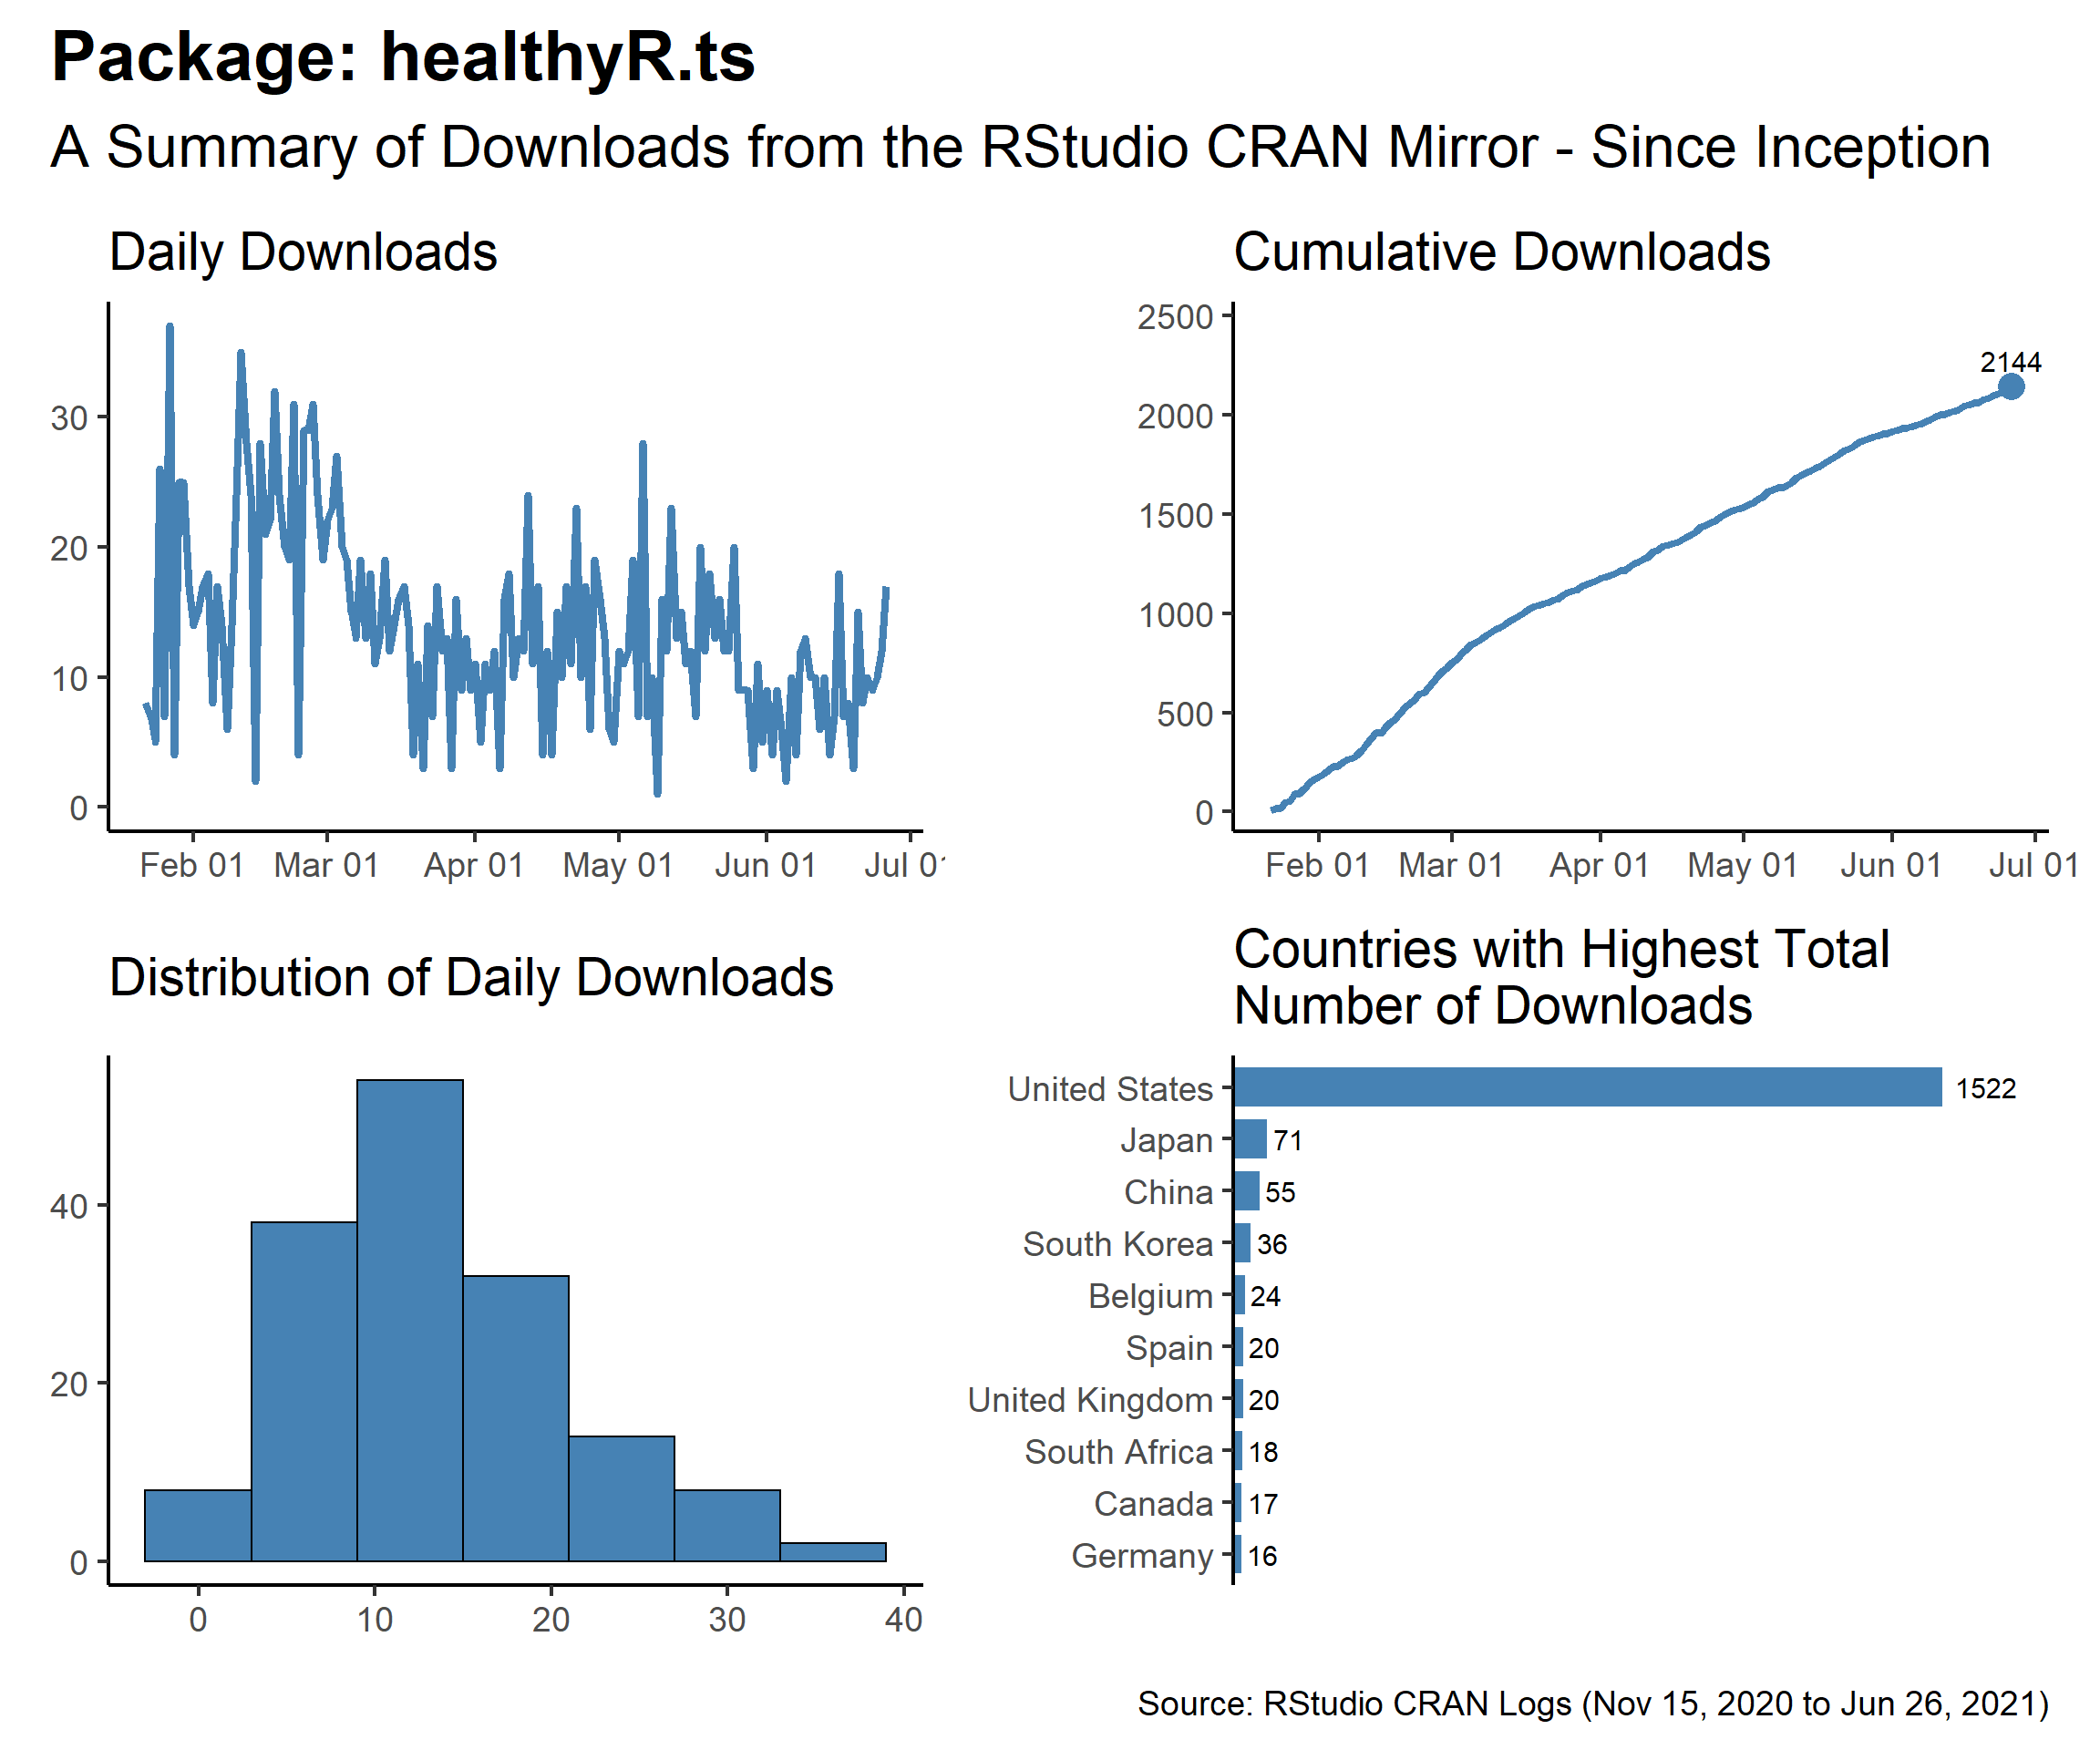 Package: healthyR.ts
A Summary of Downloads from the RStudio CRAN Mirror - Since Inception
Daily Downloads
30
20
10
0
Feb 01 Mar 01 Apr 01 May 01 Jun 01 Jul 01
Cumulative Downloads
2500
2000
1500
1000
500
0
2144
Feb 01 Mar 01 Apr 01 May 01 Jun 01 Jul 01
Distribution of Daily Downloads
40
20
0
0 10 20 30 40
Countries with Highest Total
Number of Downloads
United States 1522
Japan 71
China 55
South Korea 36
Belgium 24
Spain 20
United Kingdom 20
South Africa 18
Canada 17
Germany 16
Source: RStudio CRAN Logs (Nov 15, 2020 to Jun 26, 2021)